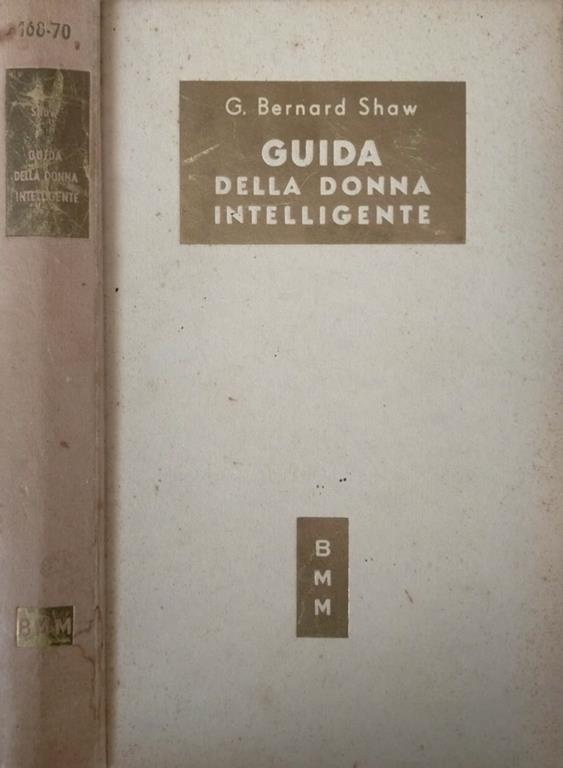 168-70
Shaw
GUIDA
DELLA DONNA
INTELLIGENTE
BMM
G. Bernard Shaw
GUIDA
DELLA DONNA
INTELLIGENTE
B
M
M